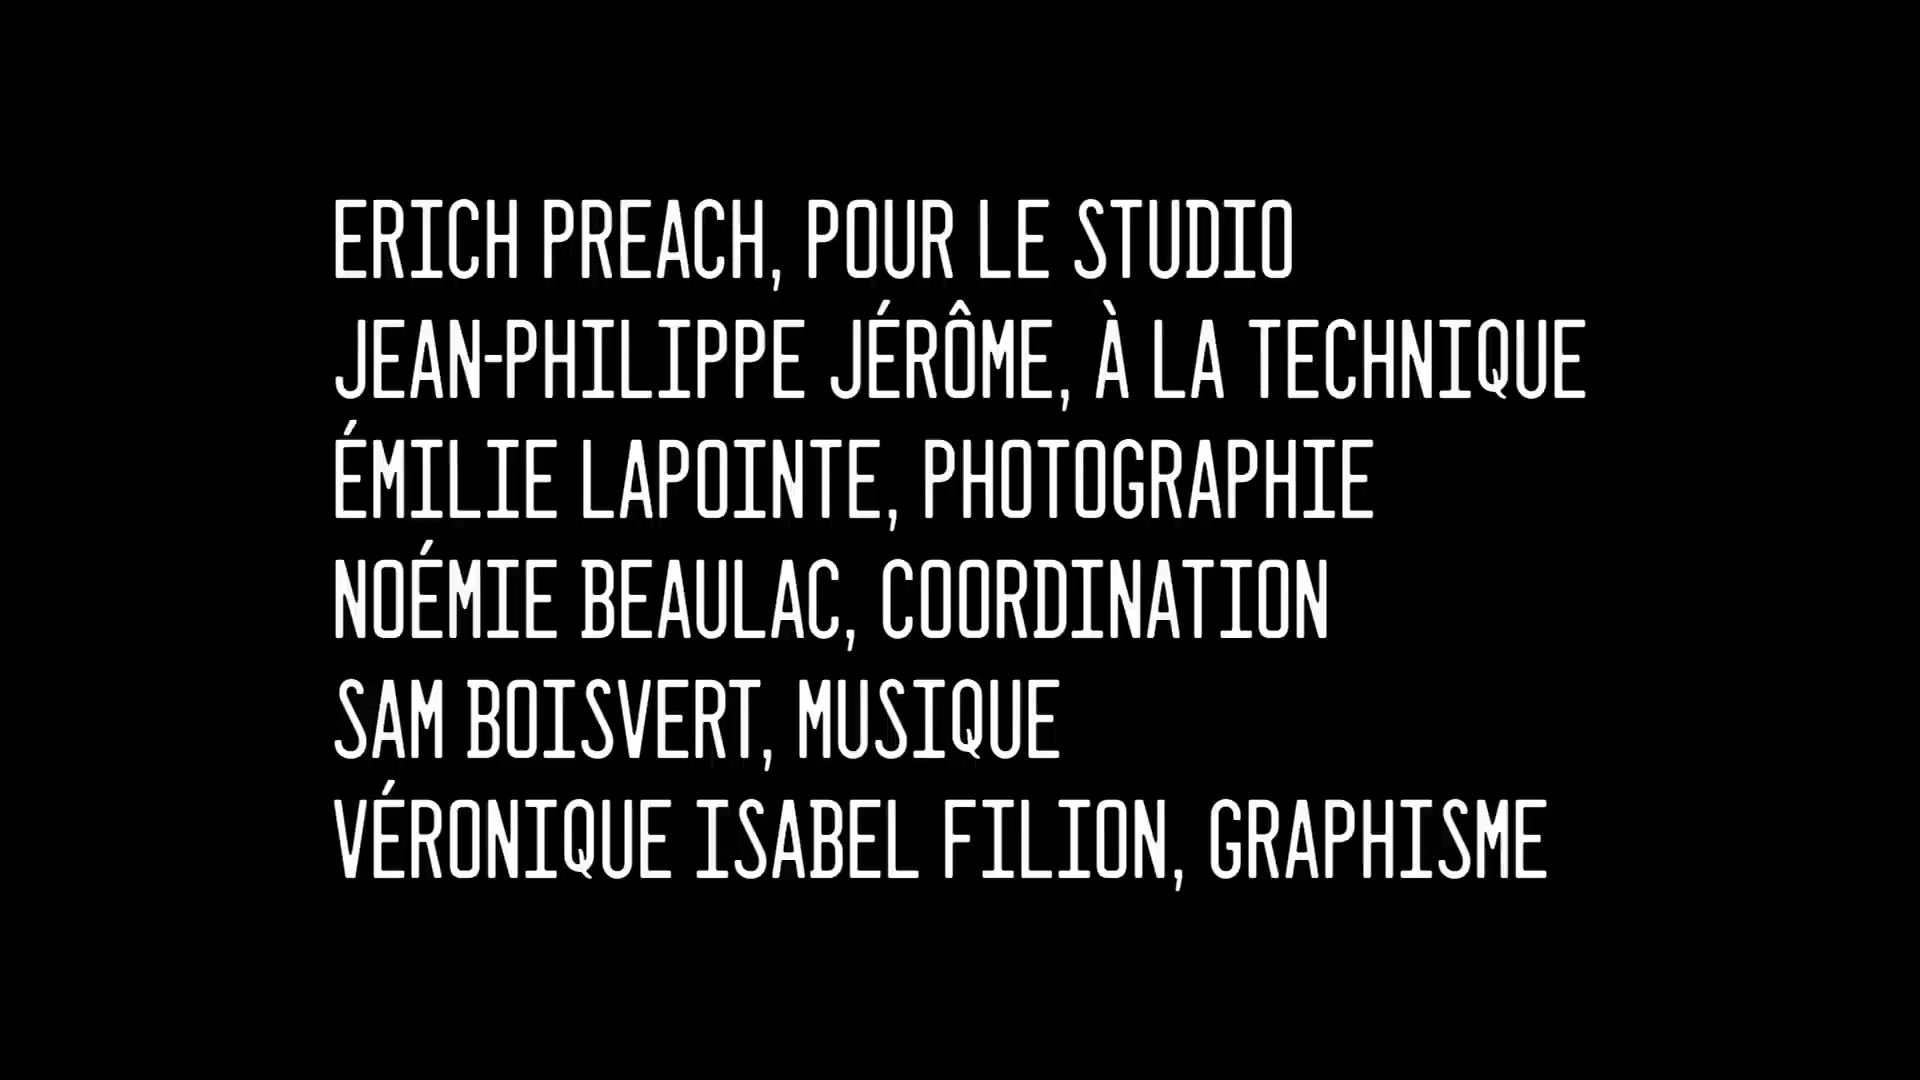 ERICH PREACH, POUR LE STUDIO
JEAN-PHILIPPE JÉRÔME, À LA TECHNIQUE
ÉMILIE LAPOINTE, PHOTOGRAPHIE
NOÉMIE BEAULAC, COORDINATION
SAM BOISVERT, MUSIQUE
VÉRONIQUE ISABEL FILION, GRAPHISME